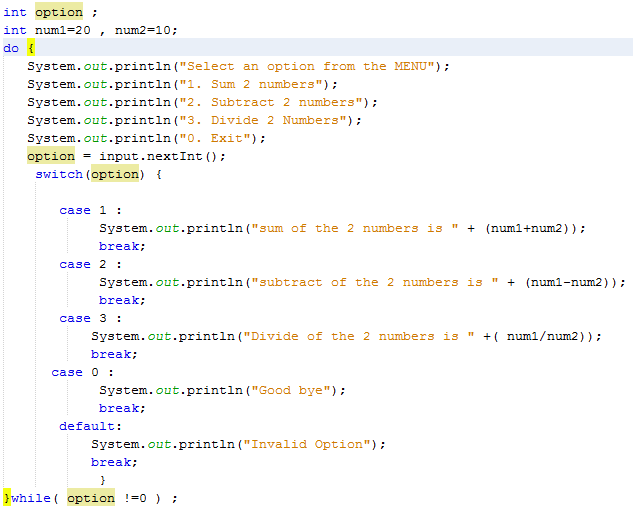 int option ;
int num1=20 , num2=10;
do {
System.out.println("Select an option from the MENU");
System.out.println("1. Sum 2 numbers");
System.out.println("2. Subtract 2 numbers");
System.out.println("3. Divide 2 Numbers");
System.out.println("0. Exit");
option = input.nextInt();
switch(option) {
case 1 :
System.out.println("sum of the 2 numbers is " + (num1+num2));
break;
case 2 :
System.out.println("subtract of the 2 numbers is " + (num1-num2));
break;
case 3 :
System.out.println("Divide of the 2 numbers is " +( num1/num2));
break;
case 0 :
System.out.println("Good bye");
break;
default:
System.out.println("Invalid Option");
break;
}
}while( option !=0 ) ;